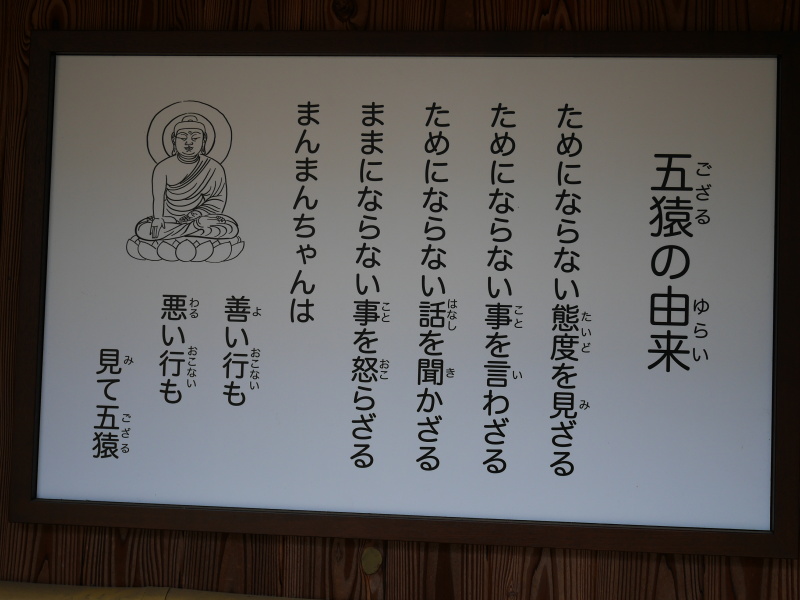 五猿の由来
ためにならない態度を見ざる
ためにならない事を言わざる
ためにならない話を聞かざる
ままにならない事を怒らざる
まんまんちゃんは
善い行も
悪い行も
見て五猿